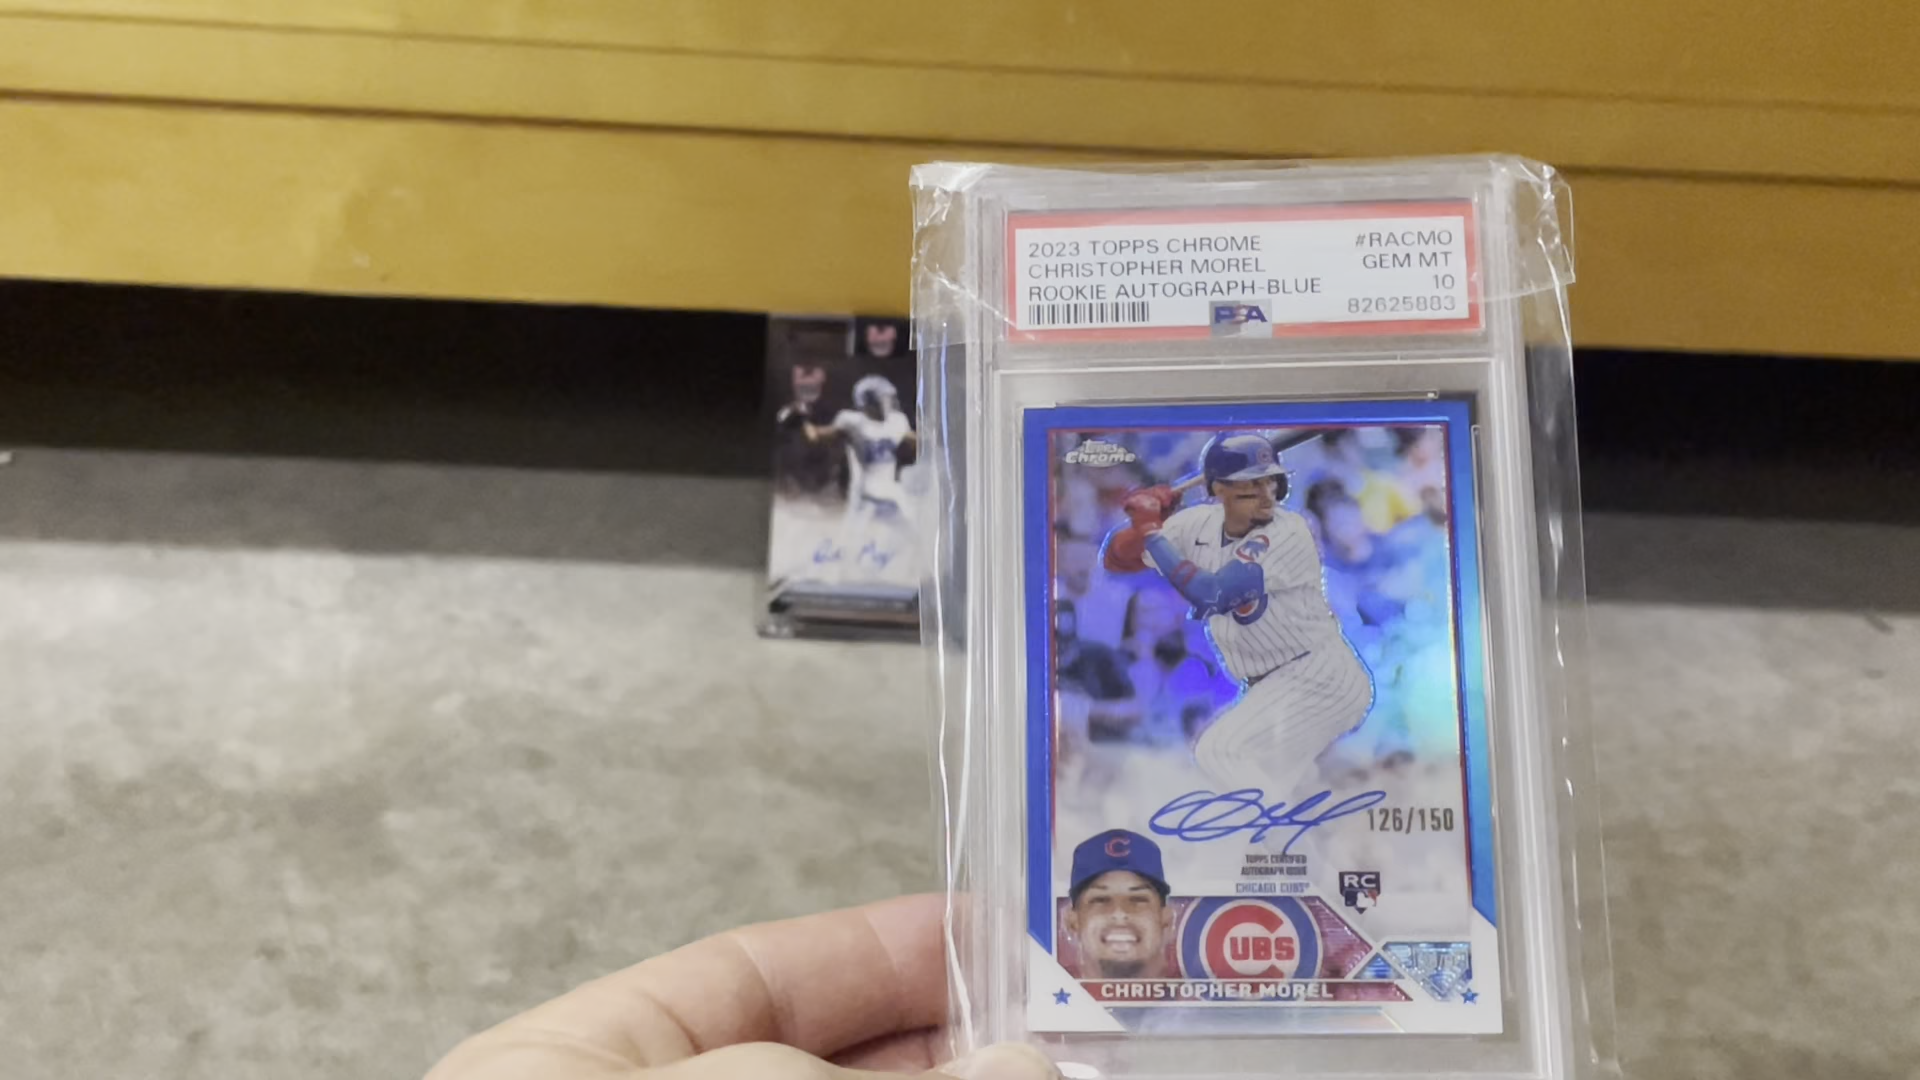 2023 TOPPS CHROME #RACMO
CHRISTOPHER MOREL GEM MT
ROOKIE AUTOGRAPH-BLUE 10
PSA 82625883
Topps
Chrome
126/150
TOPPS CERTIFIED
AUTOGRAPH ISSUE
CHICAGO CUBS®
RC
C
CUBS
CHRISTOPHER MOREL